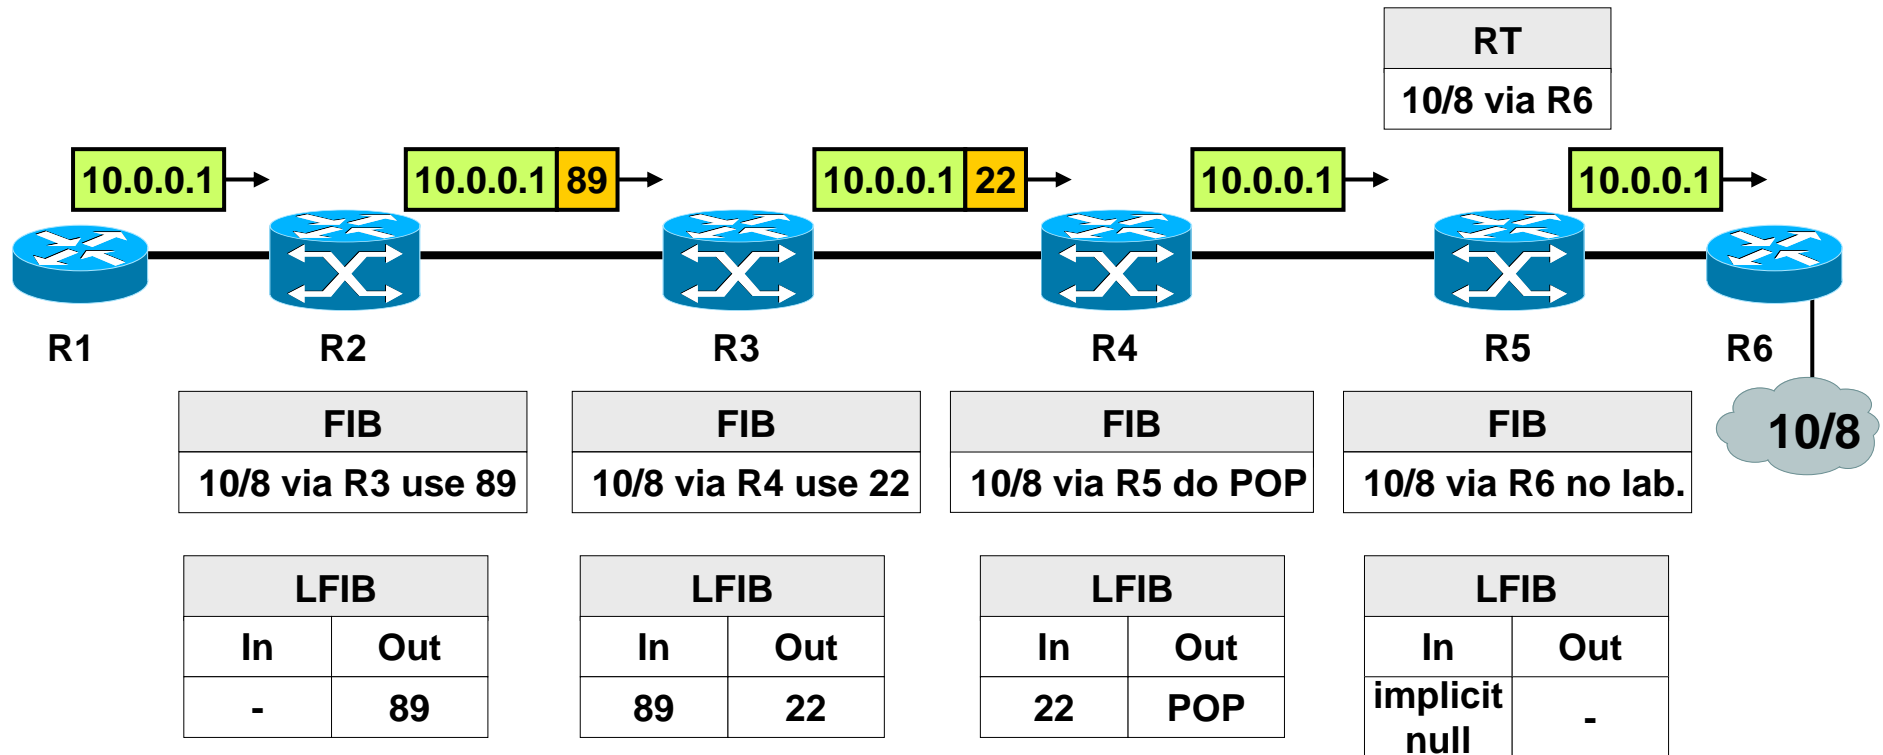 RT
10/8 via R6
10.0.0.1
10.0.0.1 89
10.0.0.1 22
10.0.0.1
10.0.0.1
R1
R2
R3
R4
R5
R6
10/8
FIB
10/8 via R3 use 89
FIB
10/8 via R4 use 22
FIB
10/8 via R5 do POP
FIB
10/8 via R6 no lab.
LFIB
In Out
- 89
LFIB
In Out
89 22
LFIB
In Out
22 POP
LFIB
In Out
implicit
null -